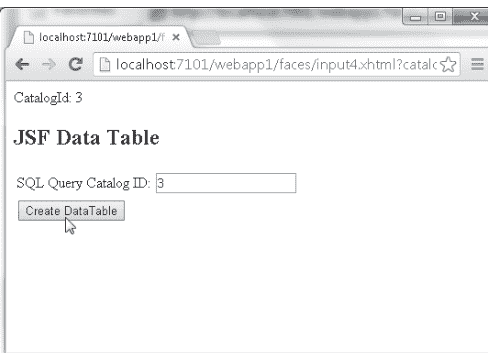 localhost:7101/webapp1/f
localhost:7101/webapp1/faces/input4.xhtml?catalo
CatalogId: 3
JSF Data Table
SQL Query Catalog ID: 3
Create DataTable